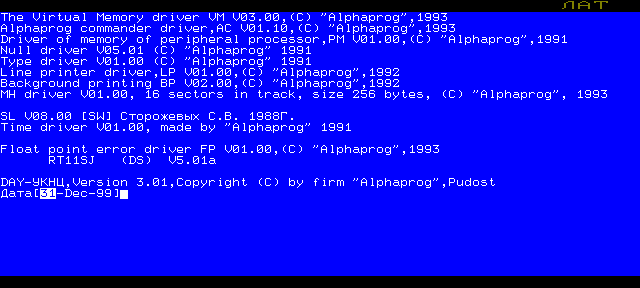 ЛАТ
The Virtual Memory driver VM V03.00,(C) "Alphaprog",1993
Alphaprog commander driver,AC V01.10,(C) "Alphaprog",1993
Driver of memory of peripheral processor,PM V01.00,(C) "Alphaprog",1991
Null driver V05.01 (C) "Alphaprog" 1991
Type driver V01.00 (C) "Alphaprog" 1991
Line printer driver,LP V01.00,(C) "Alphaprog",1992
Background printing BP V02.00,(C) "Alphaprog",1992
MH driver V01.00, 16 sectors in track, size 256 bytes, (C) "Alphaprog", 1993
SL V08.00 [SW] Сторожевых С.В. 1988Г.
Time driver V01.00, made by "Alphaprog" 1991
Float point error driver FP V01.00,(C) "Alphaprog",1993
RT11SJ (DS) V5.01a
DAY-УКНЦ,Version 3.01,Copyright (C) by firm "Alphaprog",Pudost
Дата[31-Dec-99]